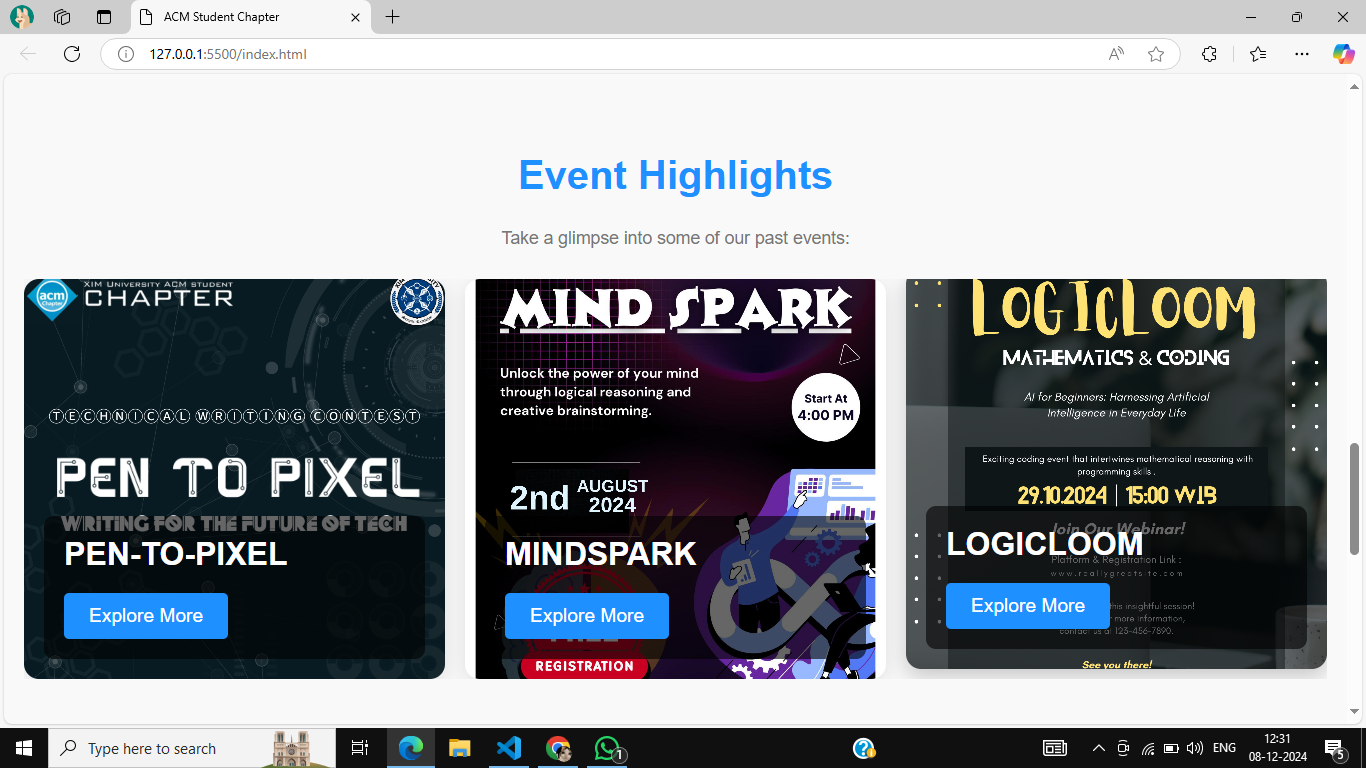 ACM Student Chapter
127.0.0.1:5500/index.html
Event Highlights
Take a glimpse into some of our past events:
acm
Chapter
XIM UNIVERSITY ACM STUDENT
CHAPTER
TECHNICAL WRITING CONTEST
PEN TO PIXEL
WRITING FOR THE FUTURE OF TECH
PEN-TO-PIXEL
Explore More
MIND SPARK
Unlock the power of your mind
through logical reasoning and
creative brainstorming.
Start At
4:00 PM
2nd AUGUST
2024
MINDSPARK
Explore More
FREE
REGISTRATION
LOGICLOOM
MATHEMATICS & CODING
AI for Beginners: Harnessing Artificial
Intelligence in Everyday Life
Exciting coding event that intertwines mathematical reasoning with
programming skills .
29.10.2024 | 15:00 WIB
Join Our Webinar!
LOGICLOOM
Platform & Registration Link :
www.reallygreatsite.com
Explore More
this insightful session!
more information,
contact us at 123-456-7890.
See you there!
Type here to search
1
ENG
12:31
08-12-2024
5